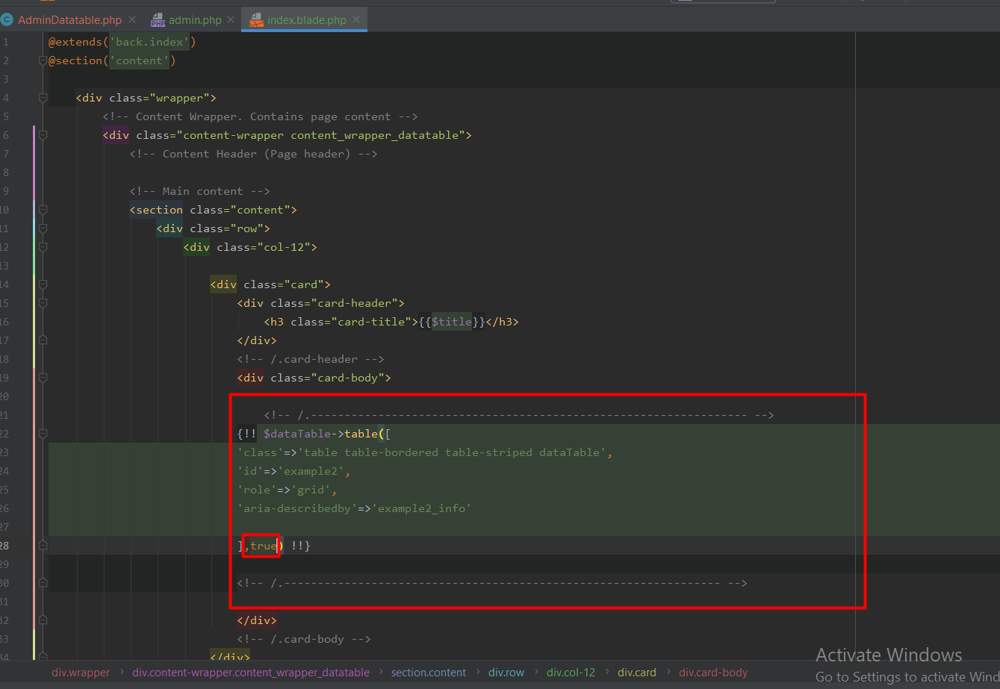 AdminDatatable.php
admin.php
index.blade.php
1 @extends('back.index')
2 @section('content')
3
4 <div class="wrapper">
5 <!-- Content Wrapper. Contains page content -->
6 <div class="content-wrapper content_wrapper_datatable">
7 <!-- Content Header (Page header) -->
8
9 <!-- Main content -->
10 <section class="content">
11 <div class="row">
12 <div class="col-12">
13
14 <div class="card">
15 <div class="card-header">
16 <h3 class="card-title">{{$title}}</h3>
17 </div>
18 <!-- /.card-header -->
19 <div class="card-body">
20
21 <!-- /.----------------------------------------------------------------- -->
22 {!! $dataTable->table([
23 'class'=>'table table-bordered table-striped dataTable',
24 'id'=>'example2',
25 'role'=>'grid',
26 'aria-describedby'=>'example2_info'
27
28 ],true) !!}
29
30 <!-- /.----------------------------------------------------------------- -->
31
32 </div>
33 <!-- /.card-body -->
34 </div>
Activate Windows
Go to Settings to activate Wind
div.wrapper › div.content-wrapper.content_wrapper_datatable › section.content › div.row › div.col-12 › div.card › div.card-body